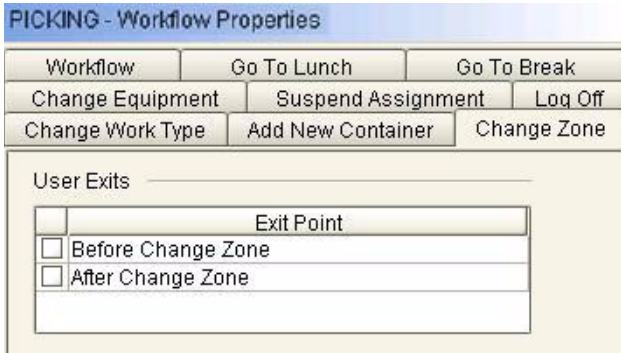 PICKING - Workflow Properties
Workflow Go To Lunch Go To Break
Change Equipment Suspend Assignment Log Off
Change Work Type Add New Container Change Zone
User Exits
Exit Point
Before Change Zone
After Change Zone